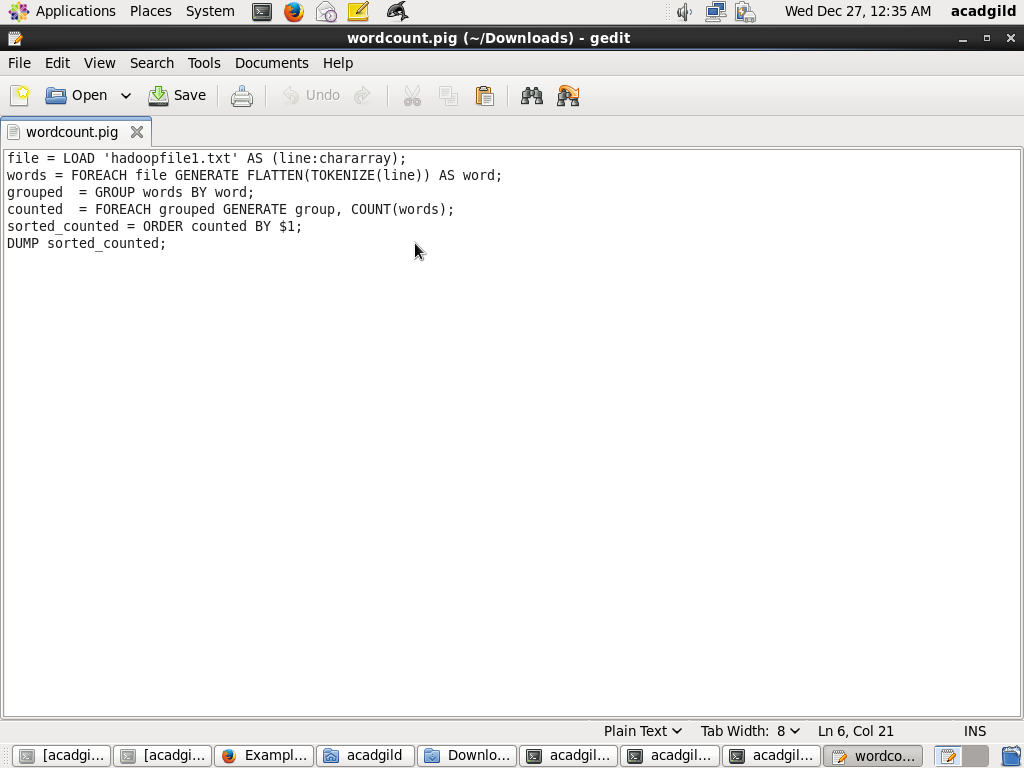 Applications Places System Wed Dec 27, 12:35 AM acadgild
wordcount.pig (~/Downloads) - gedit
File Edit View Search Tools Documents Help
Open Save Undo
wordcount.pig
file = LOAD 'hadoopfile1.txt' AS (line:chararray);
words = FOREACH file GENERATE FLATTEN(TOKENIZE(line)) AS word;
grouped  = GROUP words BY word;
counted  = FOREACH grouped GENERATE group, COUNT(words);
sorted_counted = ORDER counted BY $1;
DUMP sorted_counted;
Plain Text Tab Width: 8 Ln 6, Col 21 INS
[acadgi... [acadgi... Exampl... acadgild Downlo... acadgil... acadgil... acadgil... wordco...